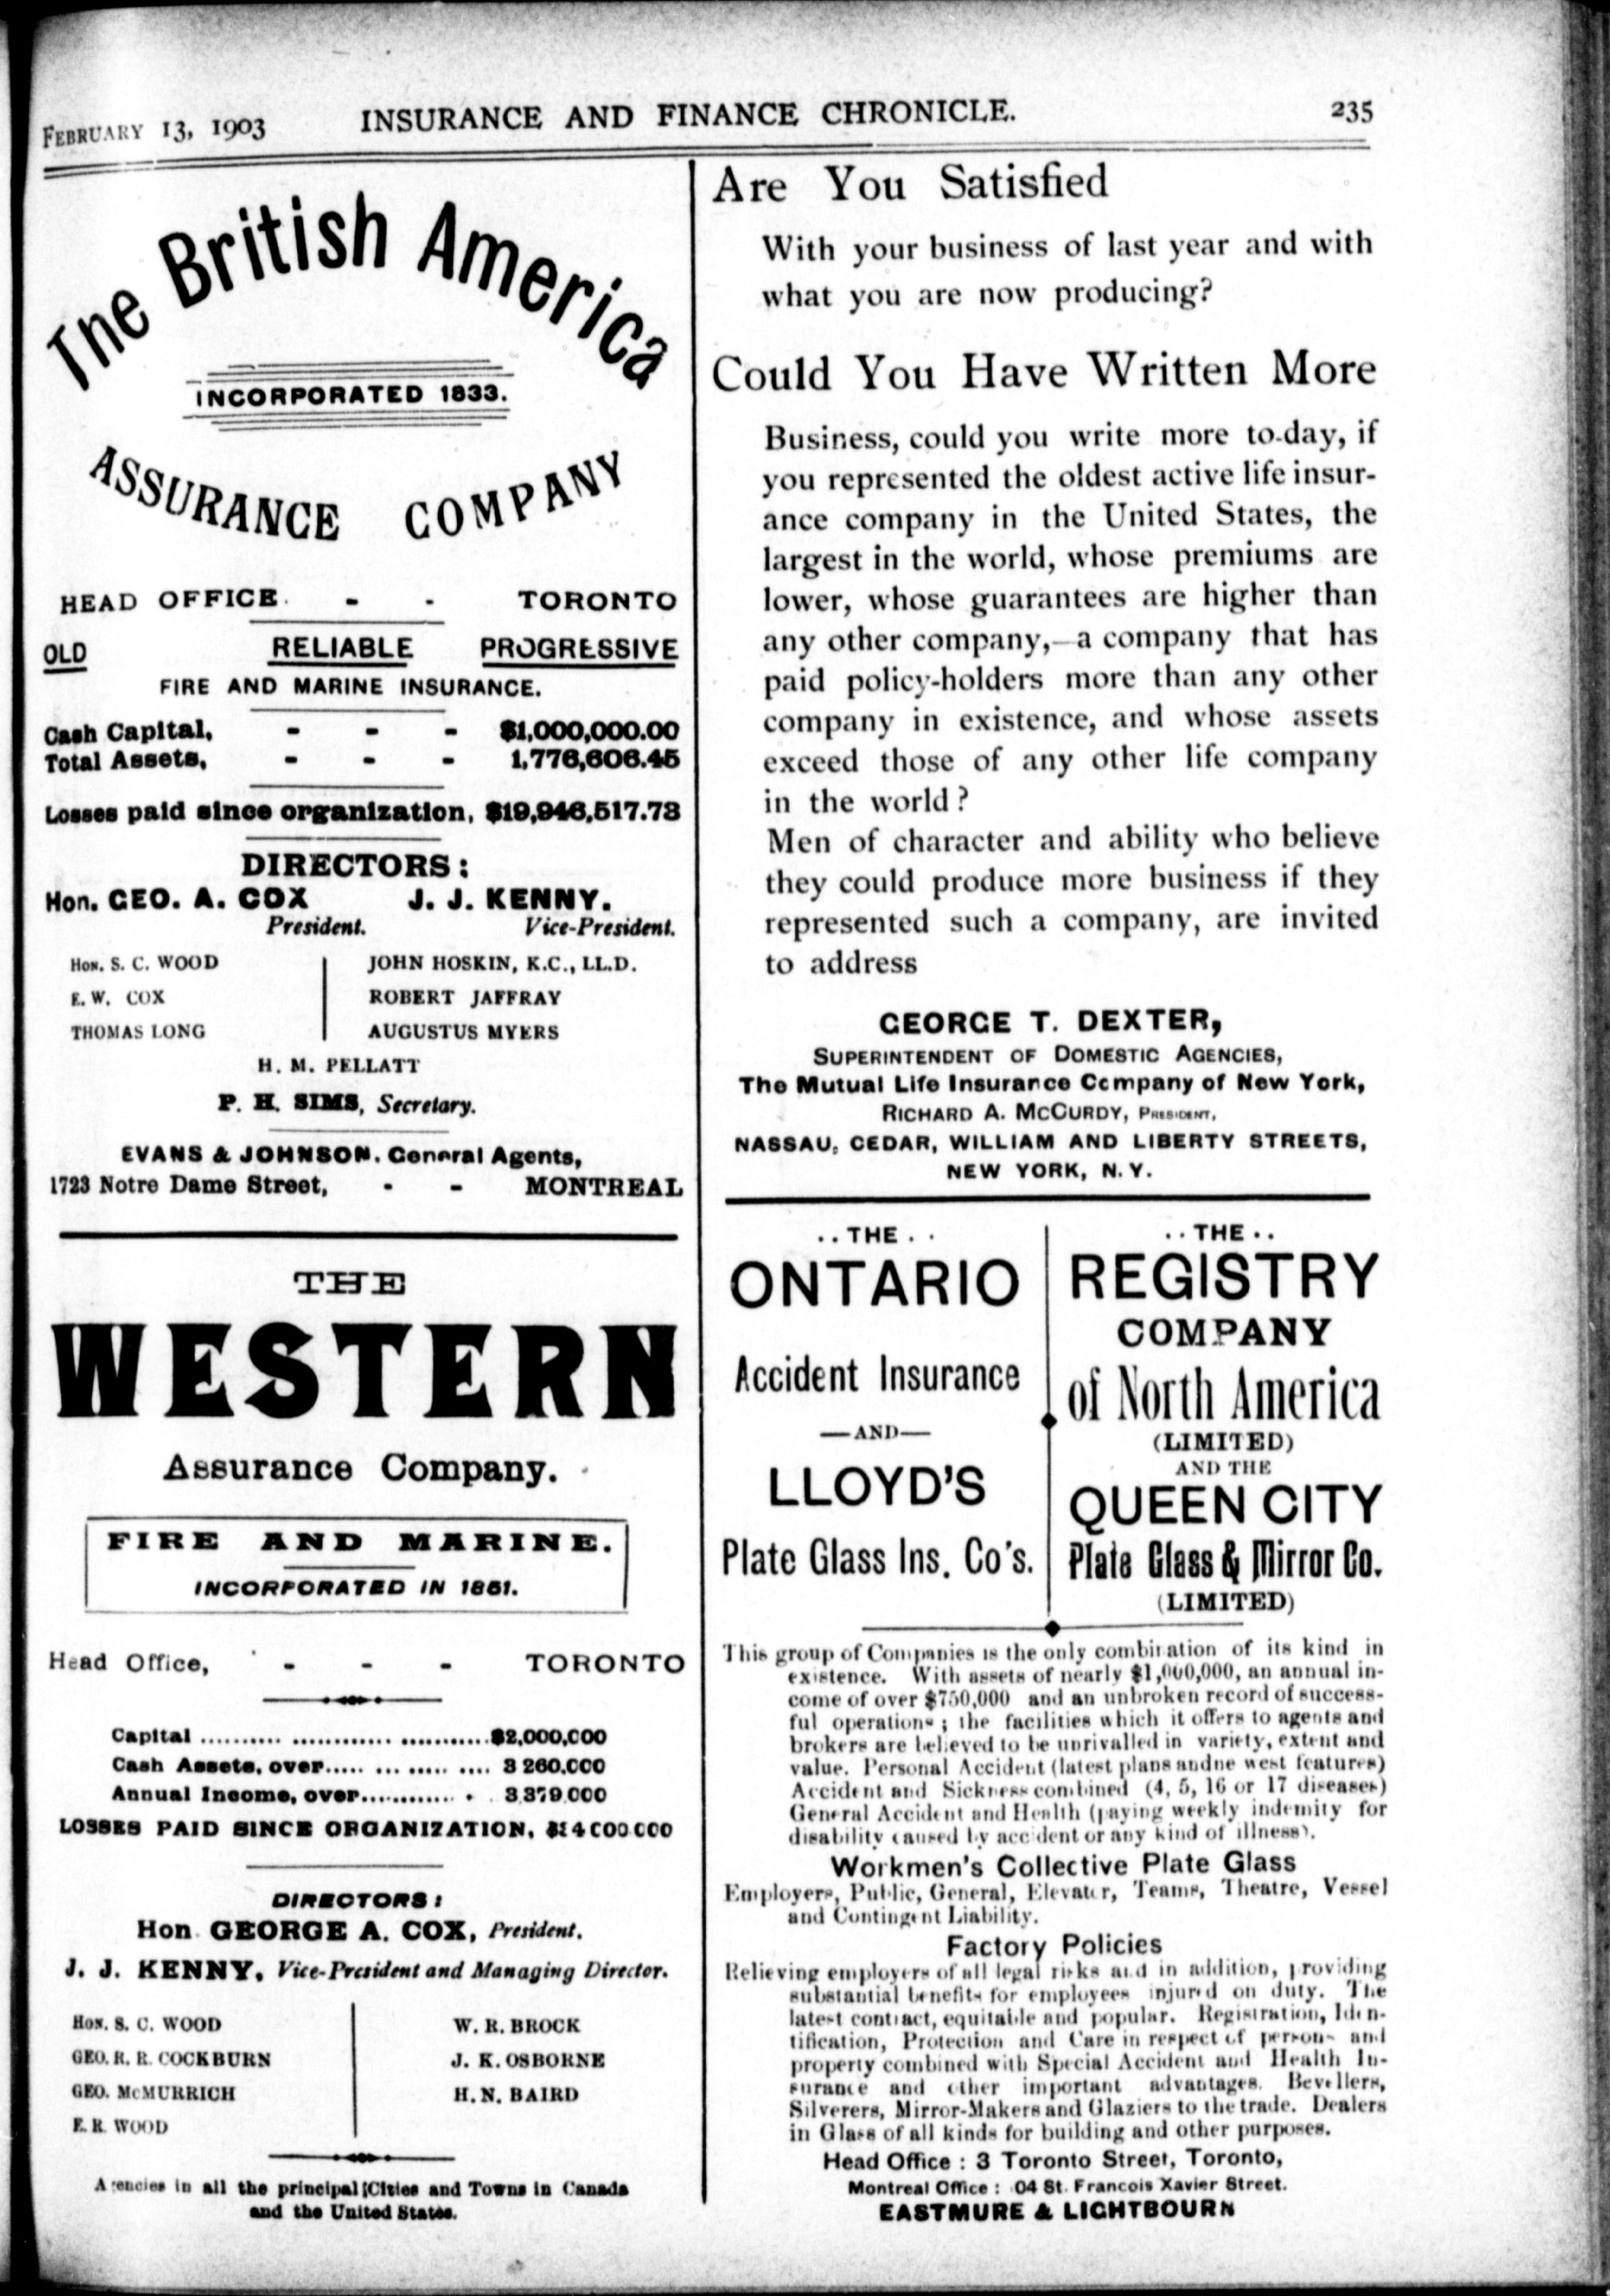 FEBRUARY 13, 1903 INSURANCE AND FINANCE CHRONICLE. 235
The British America
INCORPORATED 1833.
ASSURANCE COMPANY
HEAD OFFICE - - TORONTO
OLD RELIABLE PROGRESSIVE
FIRE AND MARINE INSURANCE.
Cash Capital, - - - $1,000,000.00
Total Assets, - - - 1,776,606.45
Losses paid since organization, $19,946,517.73
DIRECTORS:
Hon. GEO. A. COX J. J. KENNY.
President. Vice-President.
HON. S. C. WOOD JOHN HOSKIN, K.C., LL.D.
E. W. COX ROBERT JAFFRAY
THOMAS LONG AUGUSTUS MYERS
H. M. PELLATT
P. H. SIMS, Secretary.
EVANS & JOHNSON. General Agents,
1723 Notre Dame Street, - - MONTREAL
THE
WESTERN
Assurance Company.
FIRE AND MARINE.
INCORPORATED IN 1851.
Head Office, - - - TORONTO
Capital ........................................$2,000,000
Cash Assets, over..................... 3 260,000
Annual Income, over.............. 3,379,000
LOSSES PAID SINCE ORGANIZATION, 000 000
DIRECTORS:
Hon. GEORGE A. COX, President.
J. J. KENNY, Vice-President and Managing Director.
HON. S. C. WOOD W. R. BROCK
GEO. R. R. COCKBURN J. K. OSBORNE
GEO. McMURRICH H. N. BAIRD
E. R. WOOD
Agencies in all the principal Cities and Towns in Canada
and the United States.
Are You Satisfied
With your business of last year and with
what you are now producing?
Could You Have Written More
Business, could you write more to-day, if
you represented the oldest active life insur-
ance company in the United States, the
largest in the world, whose premiums are
lower, whose guarantees are higher than
any other company,—a company that has
paid policy-holders more than any other
company in existence, and whose assets
exceed those of any other life company
in the world?
Men of character and ability who believe
they could produce more business if they
represented such a company, are invited
to address
GEORGE T. DEXTER,
SUPERINTENDENT OF DOMESTIC AGENCIES,
The Mutual Life Insurance Company of New York,
RICHARD A. McCURDY, PRESIDENT,
NASSAU, CEDAR, WILLIAM AND LIBERTY STREETS,
NEW YORK, N. Y.
. . THE . .
ONTARIO
Accident Insurance
—AND—
LLOYD'S
Plate Glass Ins. Co's.
. . THE . .
REGISTRY
COMPANY
of North America
(LIMITED)
AND THE
QUEEN CITY
Plate Glass & Mirror Co.
(LIMITED)
This group of Companies is the only combination of its kind in
existence. With assets of nearly $1,000,000, an annual in-
come of over $750,000 and an unbroken record of success-
ful operations; the facilities which it offers to agents and
brokers are believed to be unrivalled in variety, extent and
value. Personal Accident (latest plans andne west features)
Accident and Sickness combined (4, 5, 16 or 17 diseases)
General Accident and Health (paying weekly indemity for
disability caused by accident or any kind of illness).
Workmen's Collective Plate Glass
Employers, Public, General, Elevator, Teams, Theatre, Vessel
and Contingent Liability.
Factory Policies
Relieving employers of all legal risks and in addition, providing
substantial benefits for employees injured on duty. The
latest contract, equitable and popular. Registration, Iden-
tification, Protection and Care in respect of persons and
property combined with Special Accident and Health In-
surance and other important advantages. Bevellers,
Silverers, Mirror-Makers and Glaziers to the trade. Dealers
in Glass of all kinds for building and other purposes.
Head Office : 3 Toronto Street, Toronto,
Montreal Office : 04 St. Francois Xavier Street.
EASTMURE & LIGHTBOURN